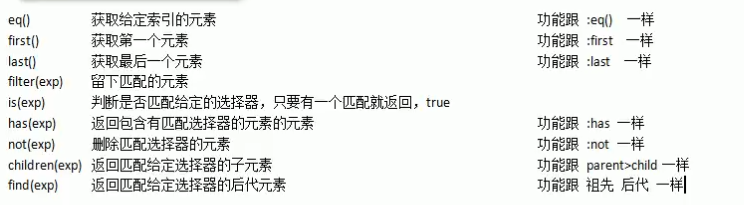 eq() 获取给定索引的元素 功能跟 :eq() 一样
first() 获取第一个元素 功能跟 :first 一样
last() 获取最后一个元素 功能跟 :last 一样
filter(exp) 留下匹配的元素
is(exp) 判断是否匹配给定的选择器，只要有一个匹配就返回，true
has(exp) 返回包含有匹配选择器的元素的元素 功能跟 :has 一样
not(exp) 删除匹配选择器的元素 功能跟 :not 一样
children(exp) 返回匹配给定选择器的子元素 功能跟 parent>child 一样
find(exp) 返回匹配给定选择器的后代元素 功能跟 祖先 后代 一样